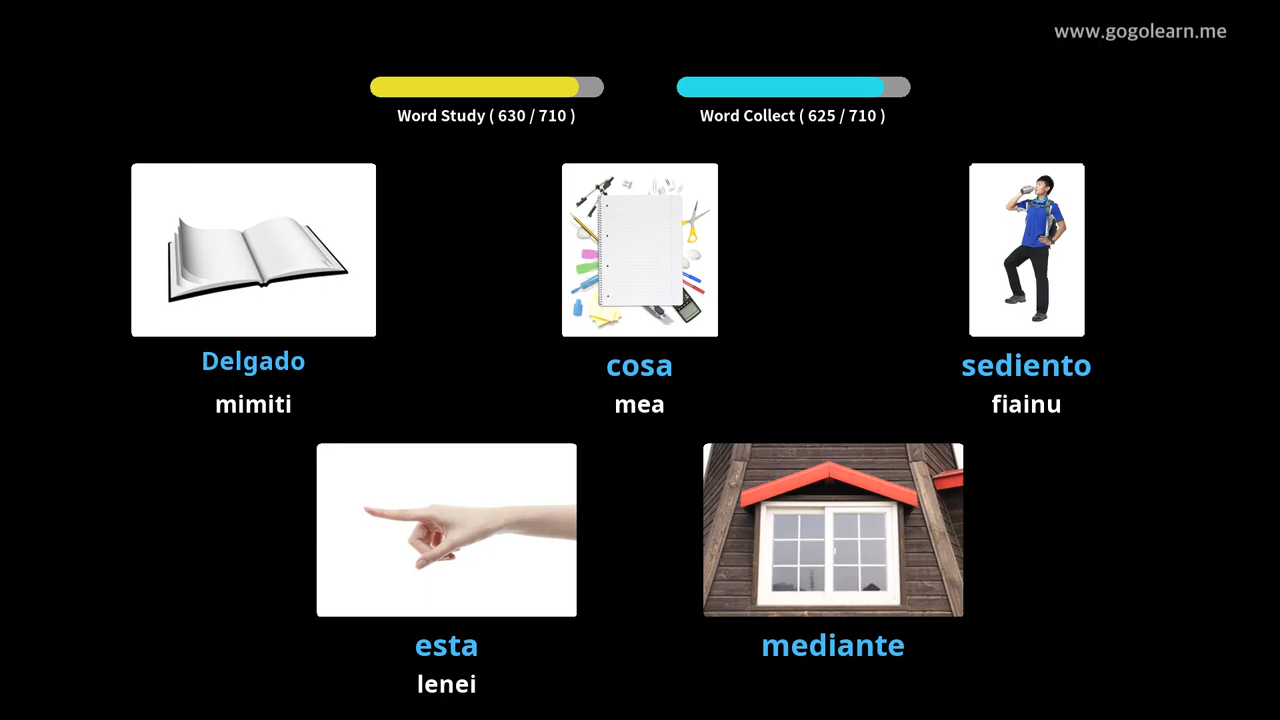 www.gogolearn.me
Word Study ( 630 / 710 )
Word Collect ( 625 / 710 )
Delgado
mimiti
cosa
mea
sediento
fiainu
esta
lenei
mediante